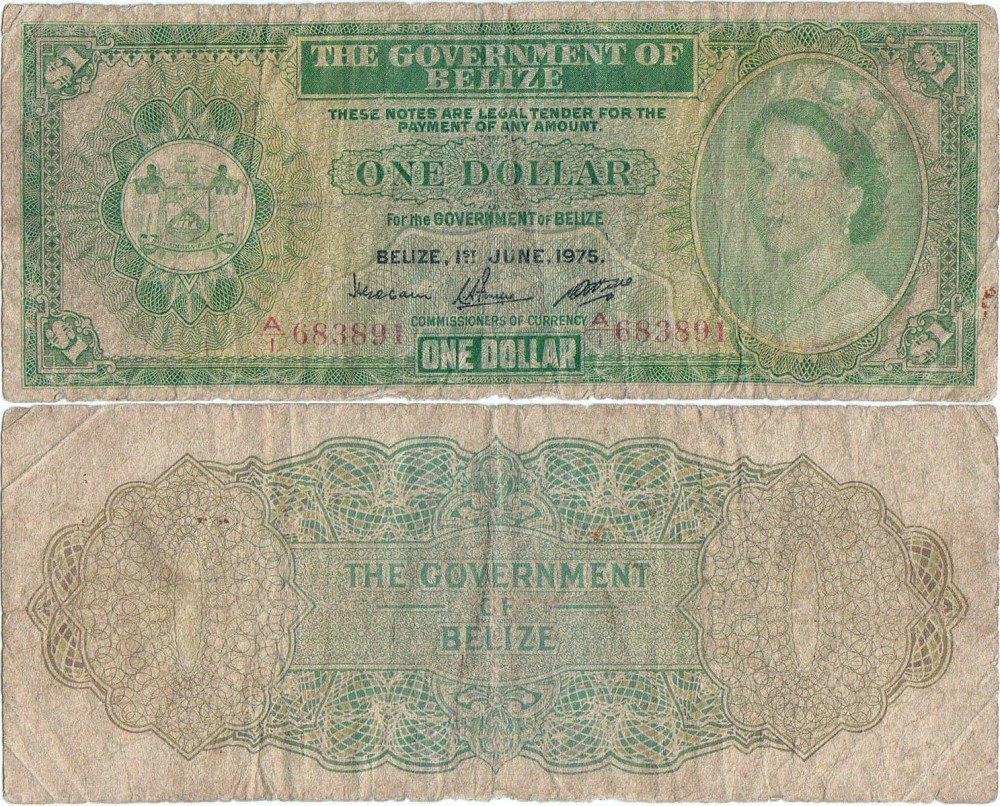 $1
$1
THE GOVERNMENT OF
BELIZE
THESE NOTES ARE LEGAL TENDER FOR THE
PAYMENT OF ANY AMOUNT.
ONE DOLLAR
For the GOVERNMENT of BELIZE
BELIZE, 1ST JUNE, 1975.
A/1 683891
COMMISSIONERS OF CURRENCY
A/1 683891
$1
ONE DOLLAR
$1
THE GOVERNMENT
OF
BELIZE